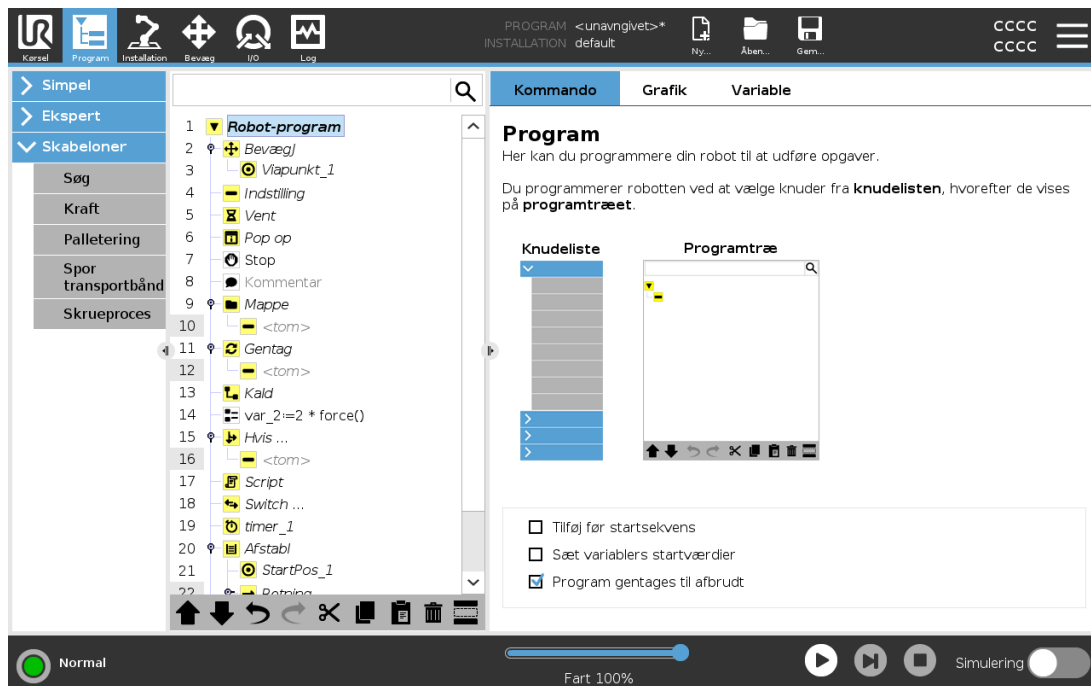 UR
PROGRAM <unavngivet>*
INSTALLATION default
CCCC
CCCC
Kørsel
Program
Installation
Bevæg
I/O
Log
Ny...
Åben...
Gem...
Simpel
Ekspert
Skabeloner
Søg
Kraft
Palletering
Spor
transportbånd
Skrueproces
1 Robot-program
2 BevægJ
3 Viapunkt_1
4 Indstilling
5 Vent
6 Pop op
7 Stop
8 Kommentar
9 Mappe
10 <tom>
11 Gentag
12 <tom>
13 Kald
14 var_2:=2 * force()
15 Hvis ...
16 <tom>
17 Script
18 Switch ...
19 timer_1
20 Afstabl
21 StartPos_1
22 Retning
Kommando
Grafik
Variable
Program
Her kan du programmere din robot til at udføre opgaver.
Du programmerer robotten ved at vælge knuder fra knudelisten, hvorefter de vises
på programtræet.
Knudeliste
Programtræ
Tilføj før startsekvens
Sæt variablers startværdier
Program gentages til afbrudt
Normal
Fart 100%
Simulering